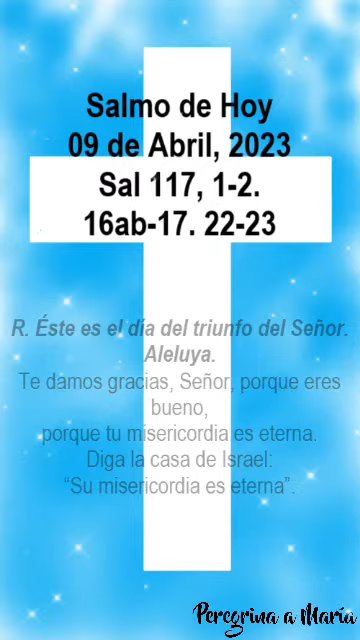 Salmo de Hoy
09 de Abril, 2023
Sal 117, 1-2.
16ab-17. 22-23
R. Éste es el día del triunfo del Señor.
Aleluya.
Te damos gracias, Señor, porque eres
bueno,
porque tu misericordia es eterna.
Diga la casa de Israel:
“Su misericordia es eterna”.
Peregrina a María